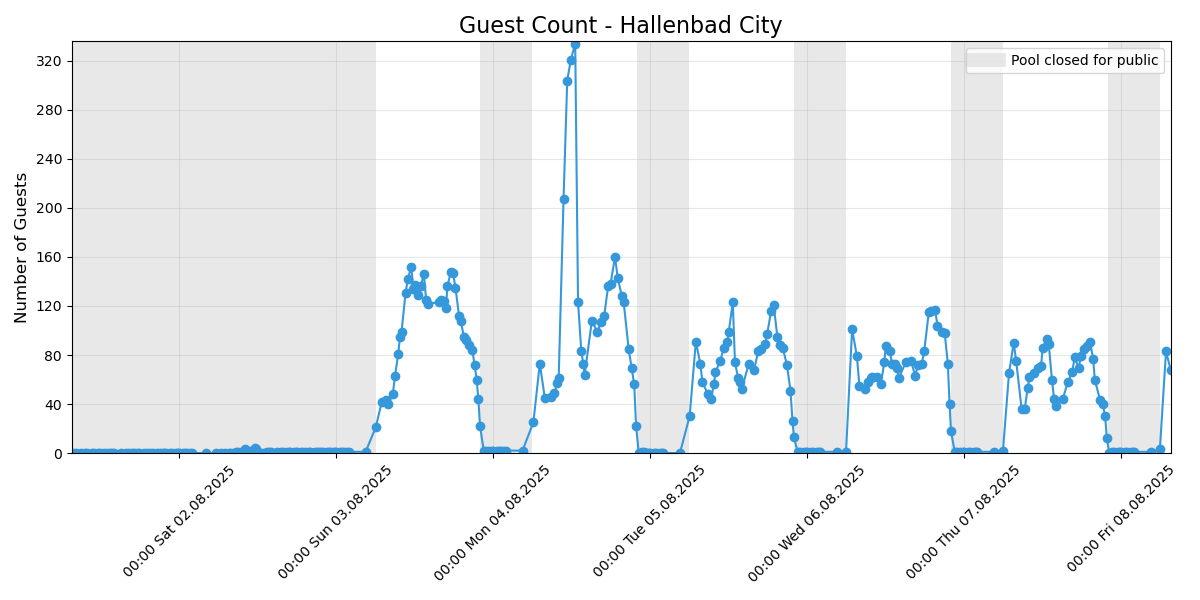 Guest Count - Hallenbad City
Pool closed for public
Number of Guests
320
280
240
200
160
120
80
40
0
00:00 Sat 02.08.2025
00:00 Sun 03.08.2025
00:00 Mon 04.08.2025
00:00 Tue 05.08.2025
00:00 Wed 06.08.2025
00:00 Thu 07.08.2025
00:00 Fri 08.08.2025